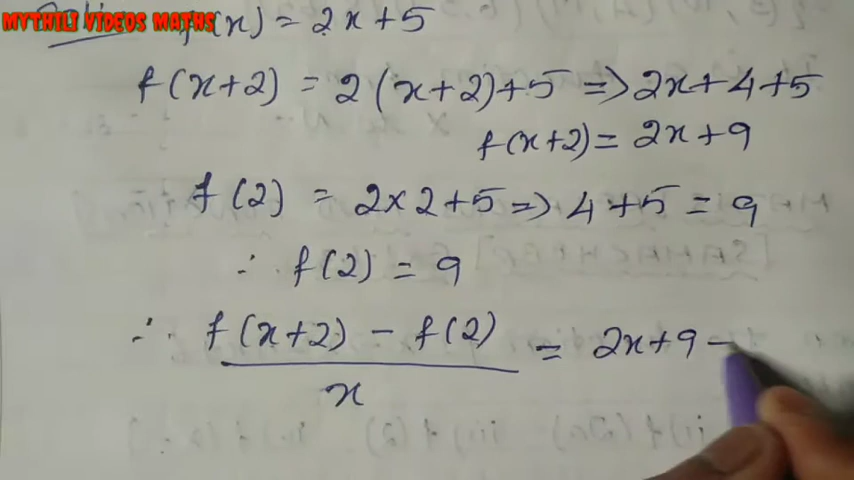 MYTHILI VIDEOS MATHS
f(x) = 2x+5
f(x+2) = 2(x+2)+5 => 2x+4+5
f(x+2) = 2x+9
f(2) = 2×2+5 => 4+5 = 9
∴ f(2) = 9
∴ f(x+2) - f(2) = 2x+9-
x